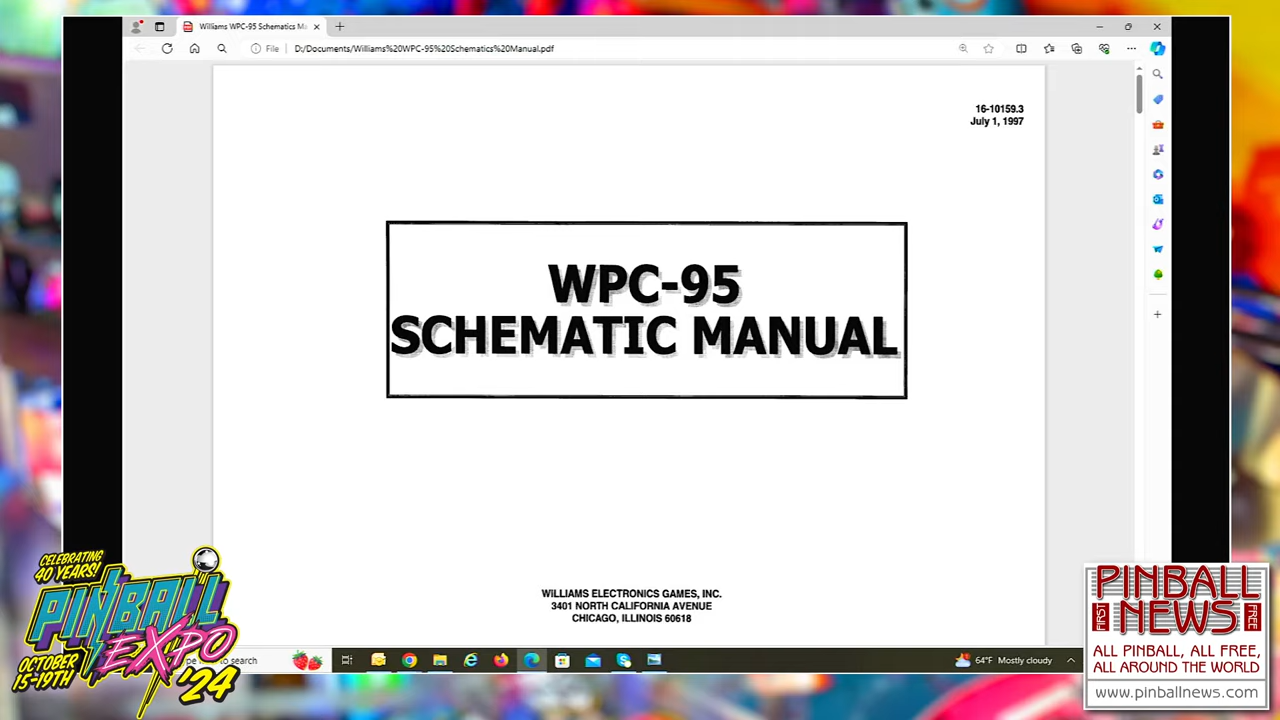 Williams WPC-95 Schematics Ma
File
D:/Documents/Williams%20WPC-95%20Schematics%20Manual.pdf
16-10159.3
July 1, 1997
WPC-95
SCHEMATIC MANUAL
WILLIAMS ELECTRONICS GAMES, INC.
3401 NORTH CALIFORNIA AVENUE
CHICAGO, ILLINOIS 60618
to search
64°F Mostly cloudy
CELEBRATING
40 YEARS!
PINBALL
EXPO
OCTOBER
15-19TH
'24
PINBALL
FIRST NEWS FREE
ALL PINBALL, ALL FREE,
ALL AROUND THE WORLD
www.pinballnews.com